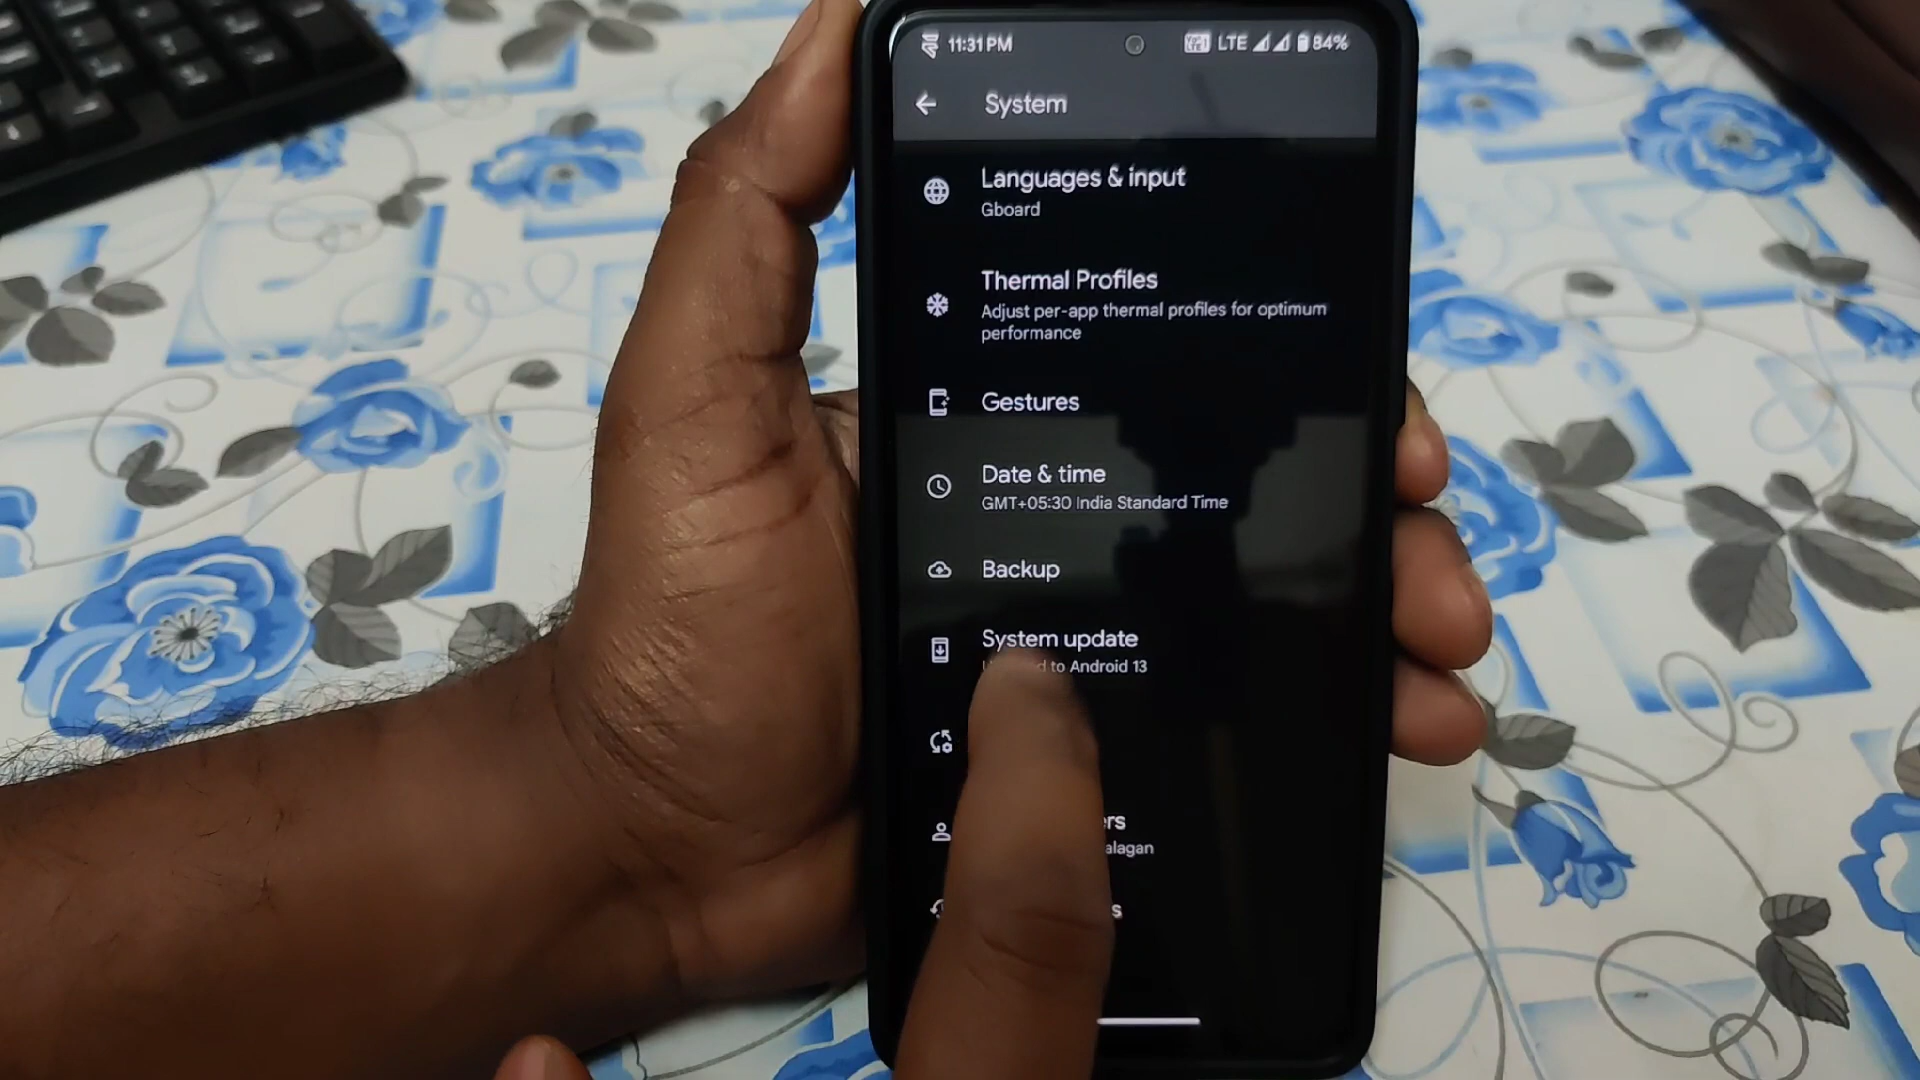 11:31 PM LTE 84%
System
Languages & input
Gboard
Thermal Profiles
Adjust per-app thermal profiles for optimum
performance
Gestures
Date & time
GMT+05:30 India Standard Time
Backup
System update
to Android 13